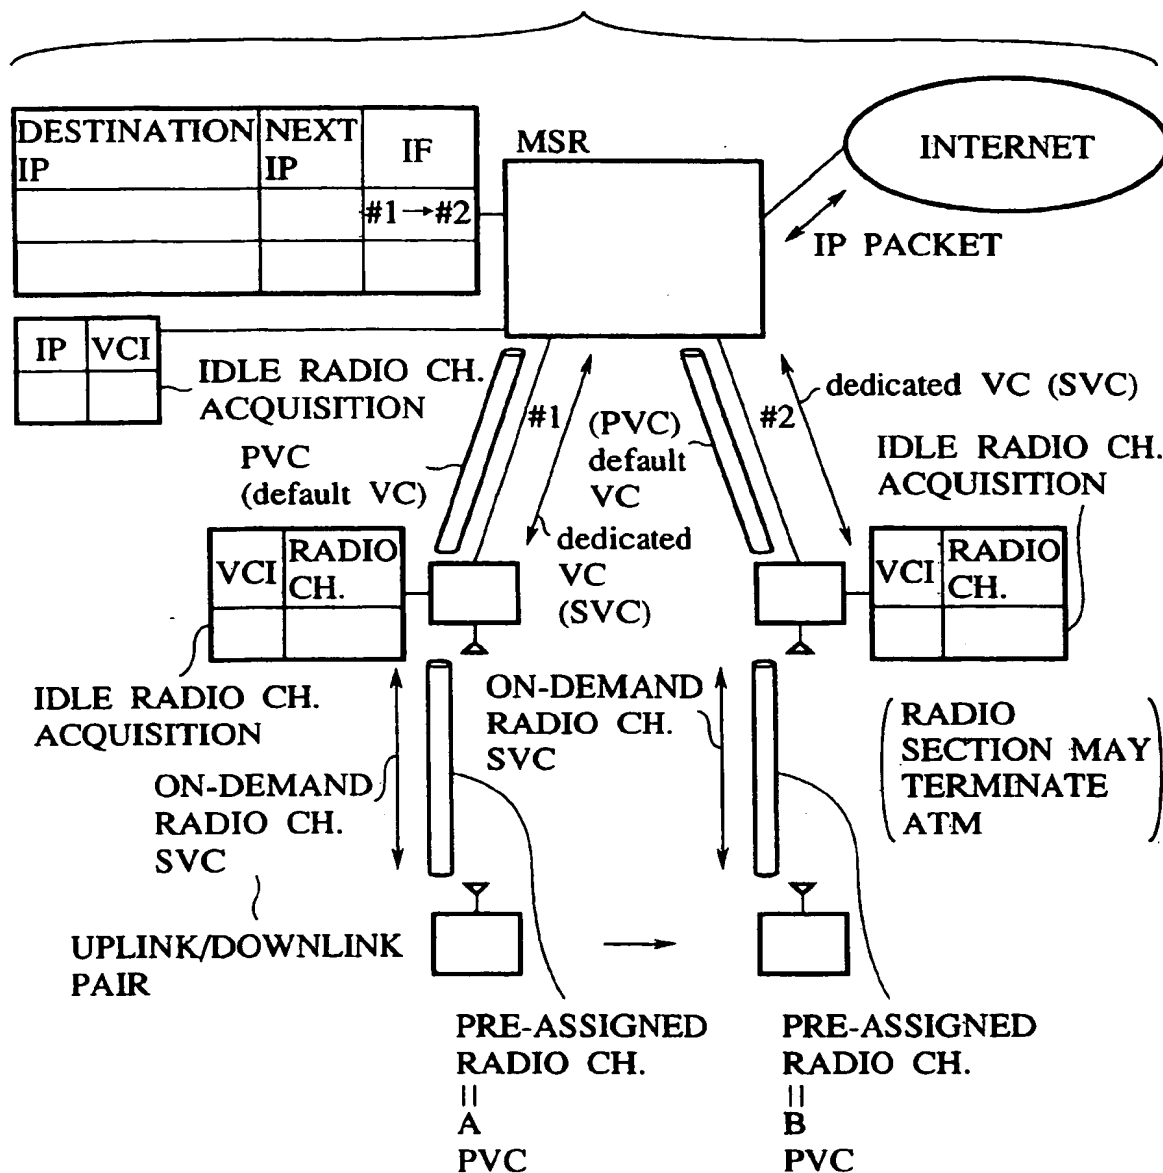 DESTINATION IP
NEXT IP
IF
#1→#2
MSR
INTERNET
IP PACKET
IP
VCI
IDLE RADIO CH.
ACQUISITION
PVC
(default VC)
#1
dedicated
VC
(SVC)
(PVC)
default
VC
#2
dedicated VC (SVC)
IDLE RADIO CH.
ACQUISITION
VCI
RADIO
CH.
VCI
RADIO
CH.
IDLE RADIO CH.
ACQUISITION
ON-DEMAND
RADIO CH.
SVC
UPLINK/DOWNLINK
PAIR
ON-DEMAND
RADIO CH.
SVC
(RADIO
SECTION MAY
TERMINATE
ATM)
PRE-ASSIGNED
RADIO CH.
=
A
PVC
PRE-ASSIGNED
RADIO CH.
=
B
PVC